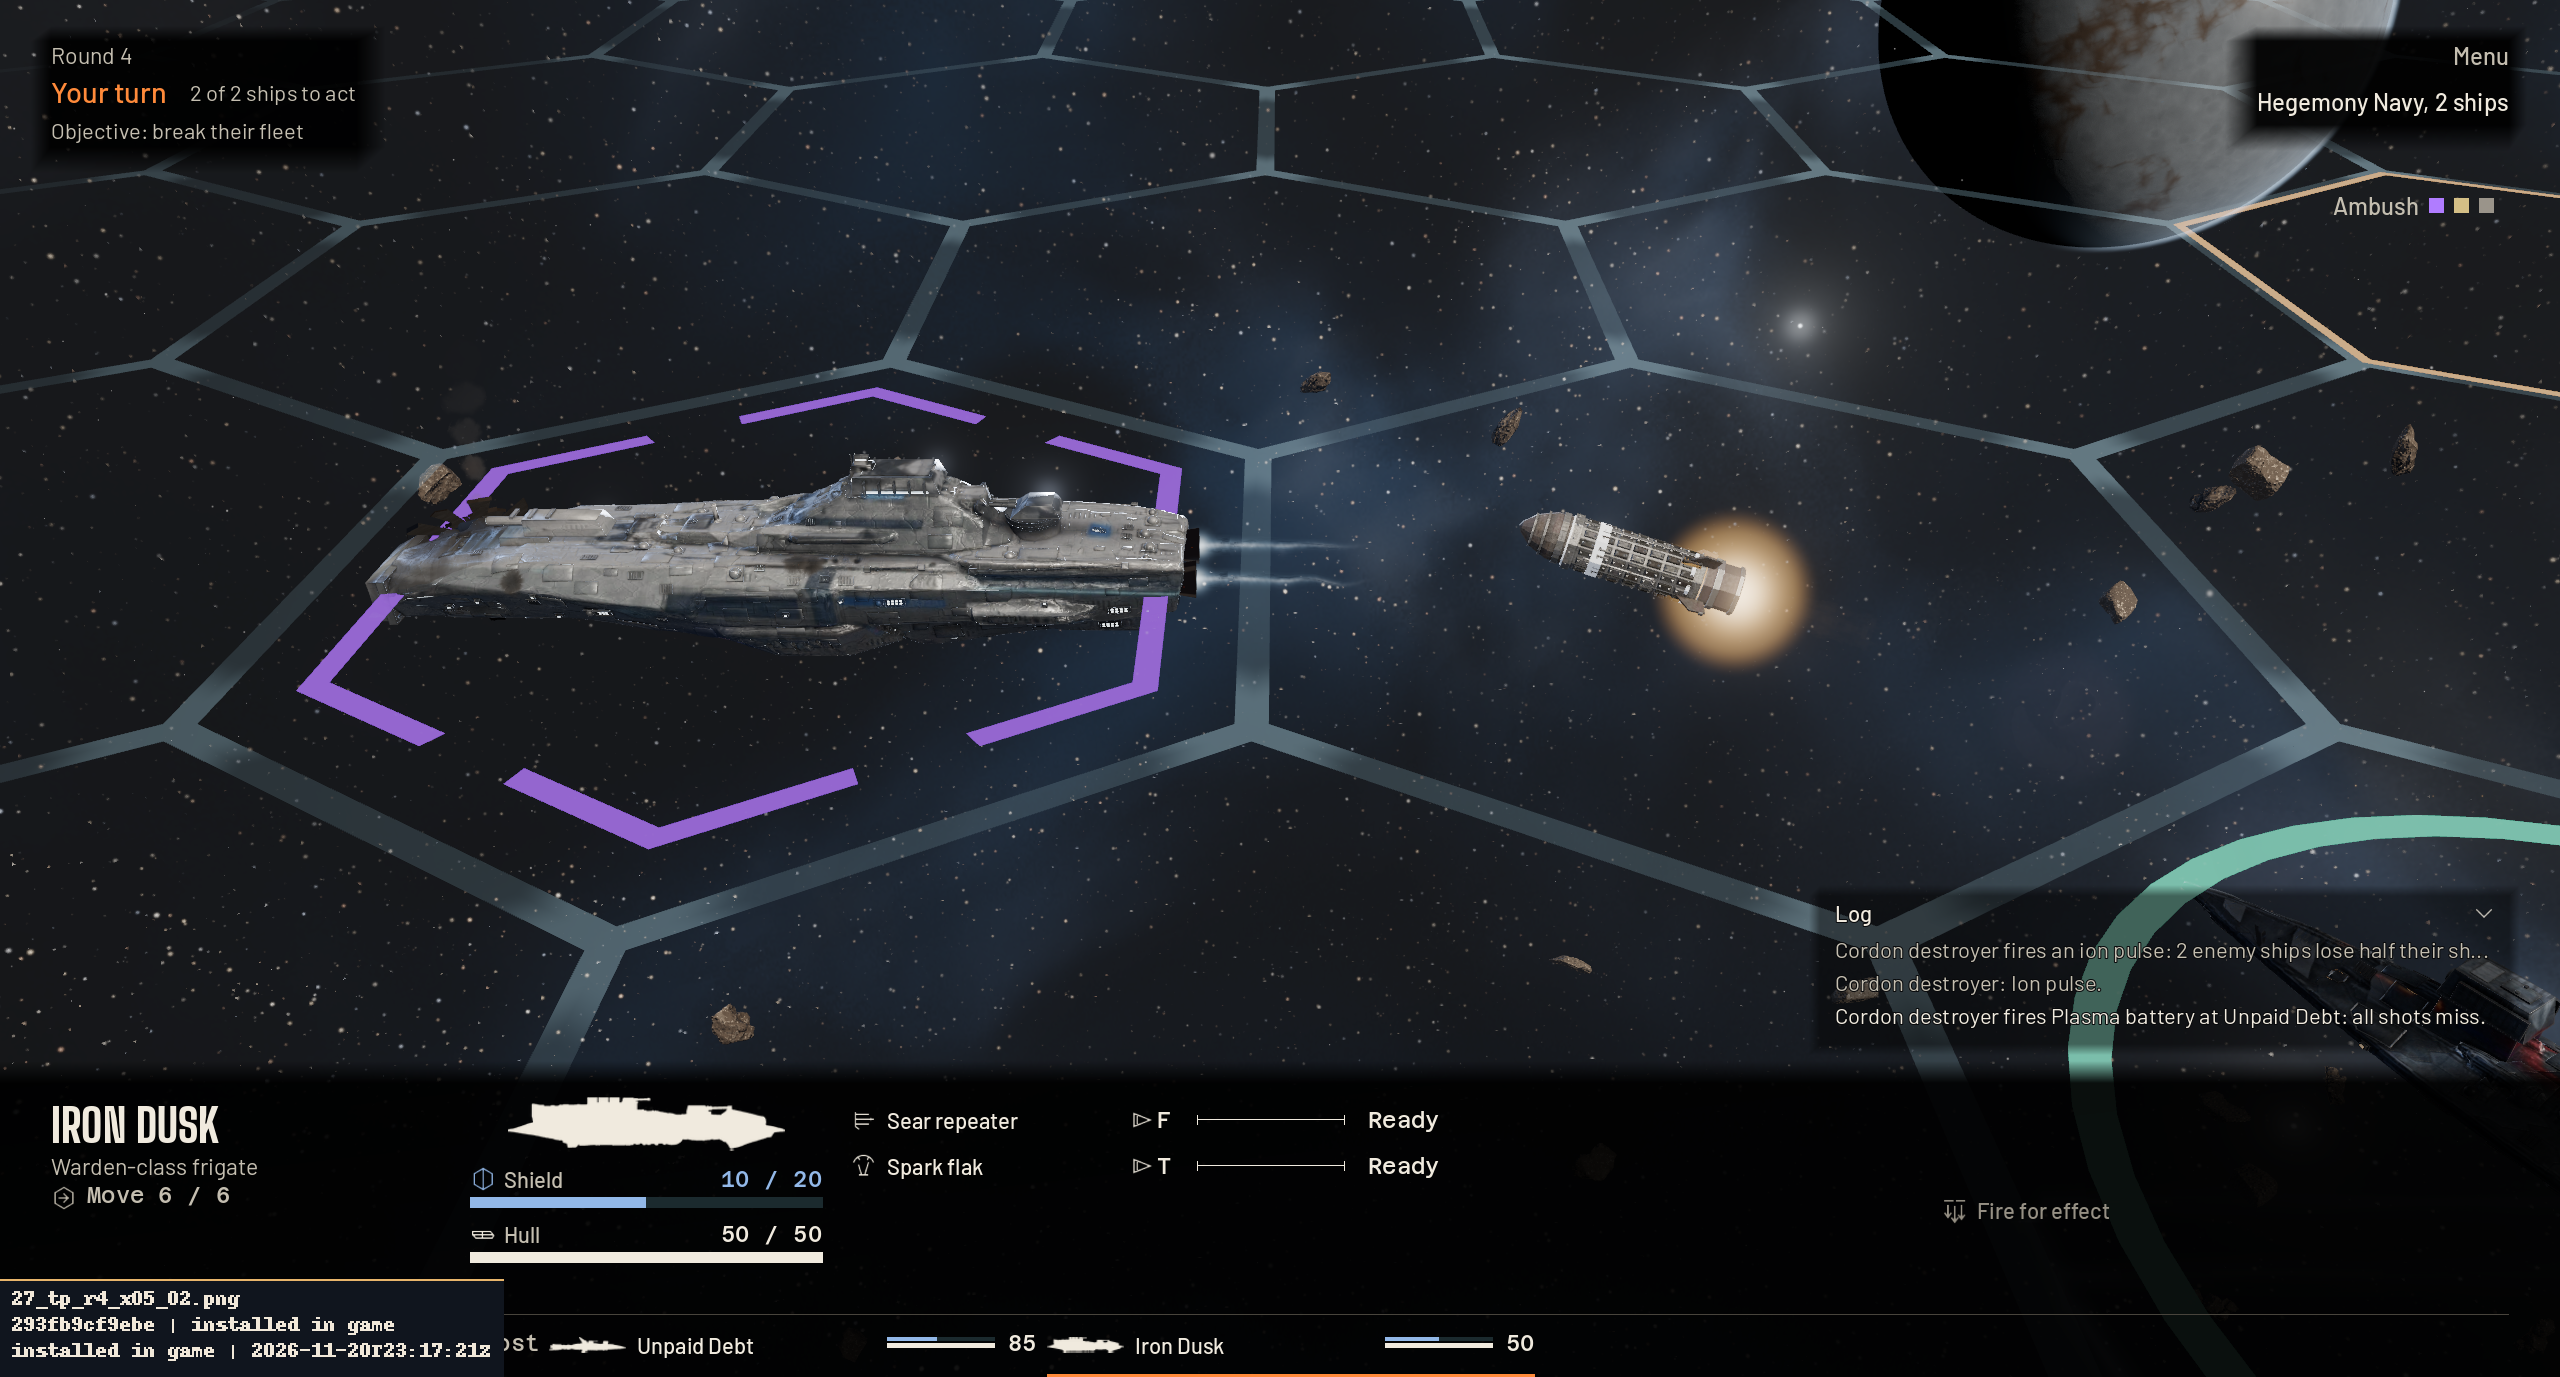 Round 4
Your turn 2 of 2 ships to act
Objective: break their fleet
Menu
Hegemony Navy, 2 ships
Ambush
Log
Cordon destroyer fires an ion pulse: 2 enemy ships lose half their sh...
Cordon destroyer: Ion pulse.
Cordon destroyer fires Plasma battery at Unpaid Debt: all shots miss.
IRON DUSK
Warden-class frigate
Move 6 / 6
Shield 10 / 20
Hull 50 / 50
Sear repeater F Ready
Spark flak T Ready
Fire for effect
27_tp_r4_x05_02.png
293fb9cf9ebe | installed in game
installed in game | 2026-11-20T23:17:21Z
ost Unpaid Debt 85 Iron Dusk 50